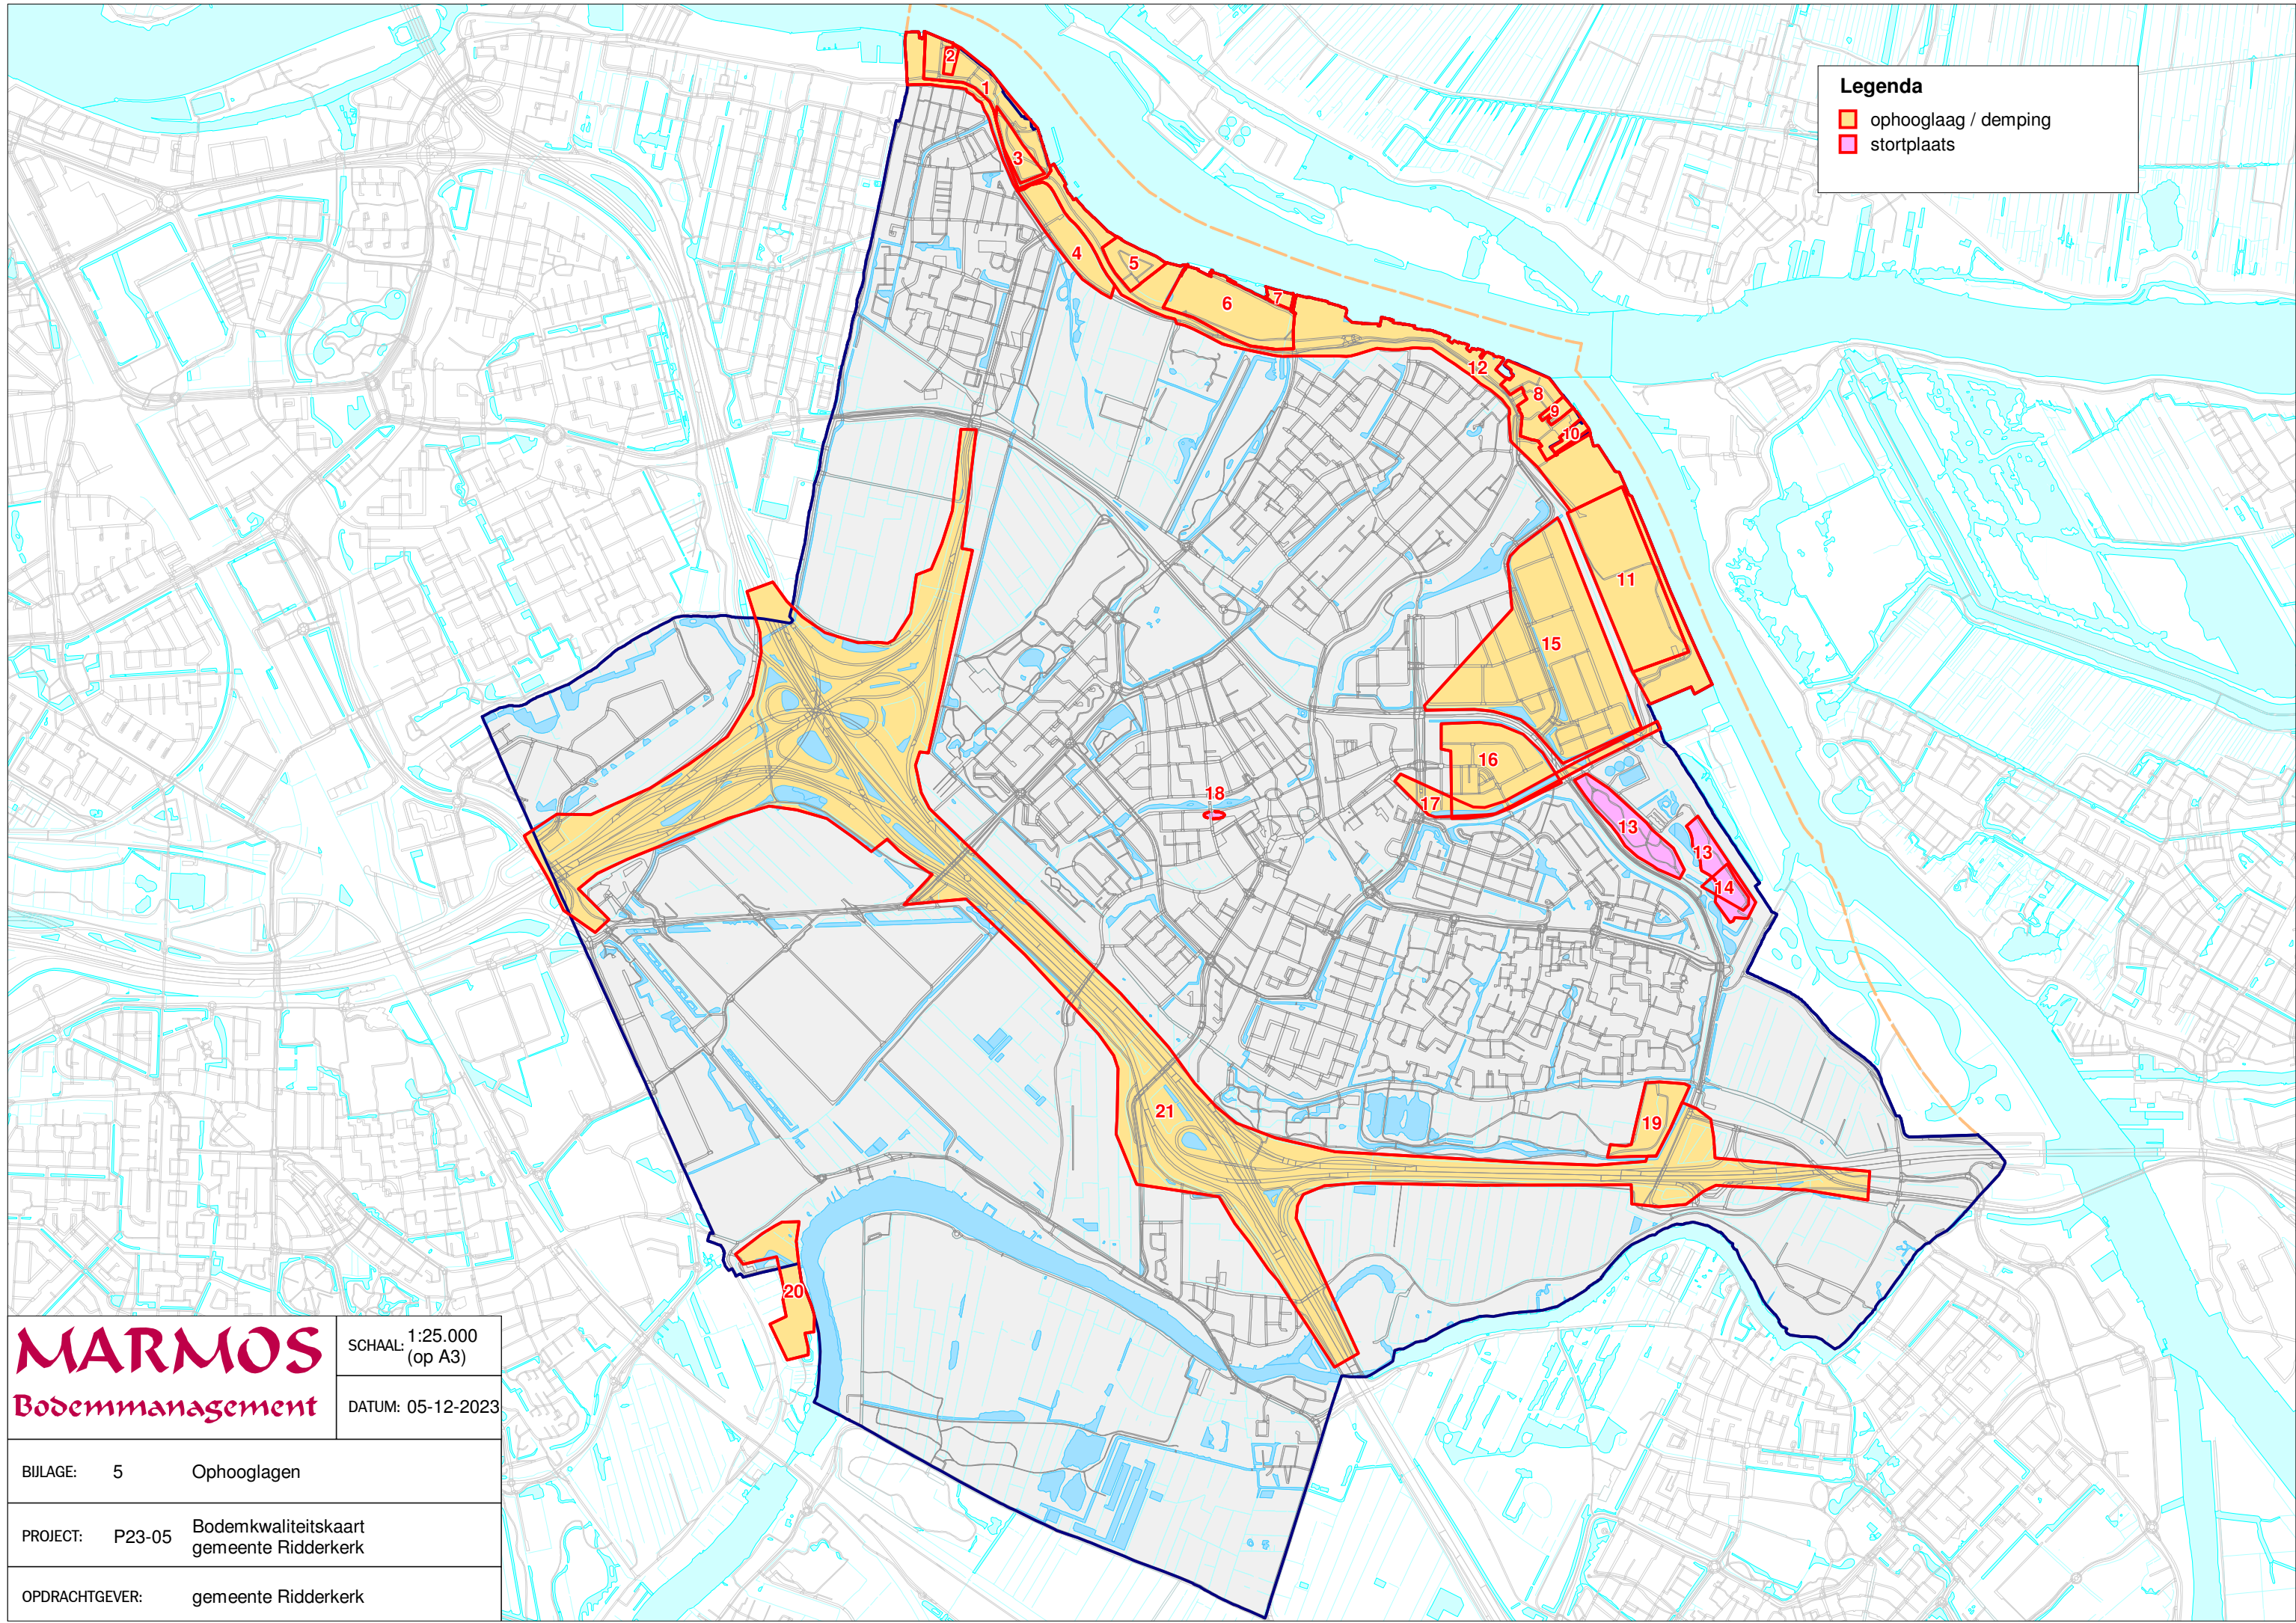 Legenda
ophooglaag / demping
stortplaats
2
1
3
4
5
6
7
12
8
9
10
11
15
16
17
18
13
13
14
19
21
20
MARMOS
Bodemmanagement
SCHAAL: 1:25.000
(op A3)
DATUM: 05-12-2023
BIJLAGE: 5 Ophooglagen
PROJECT: P23-05 Bodemkwaliteitskaart
gemeente Ridderkerk
OPDRACHTGEVER: gemeente Ridderkerk